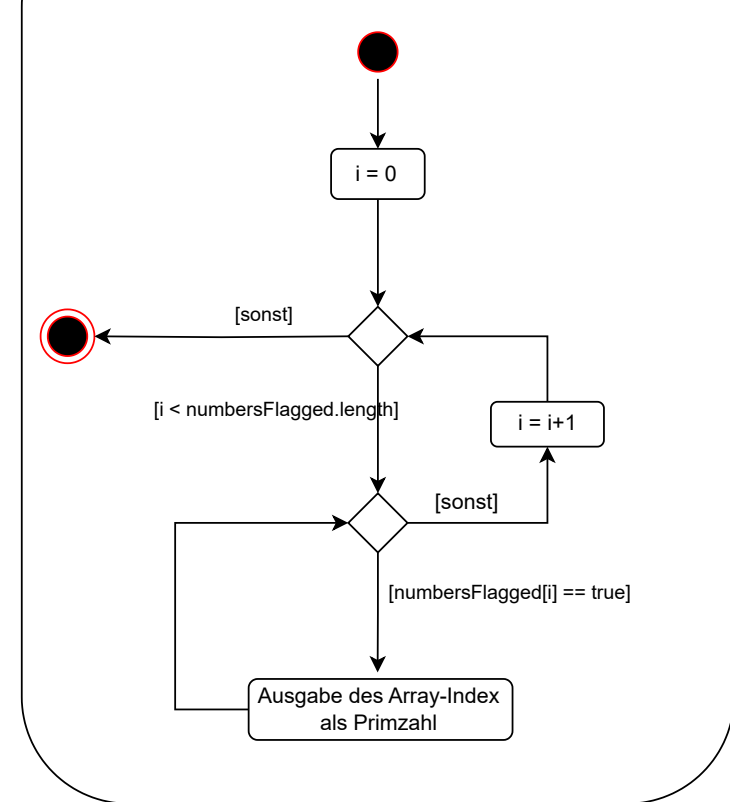 i = 0
[sonst]
[i < numbersFlagged.length]
i = i+1
[sonst]
[numbersFlagged[i] == true]
Ausgabe des Array-Index
als Primzahl